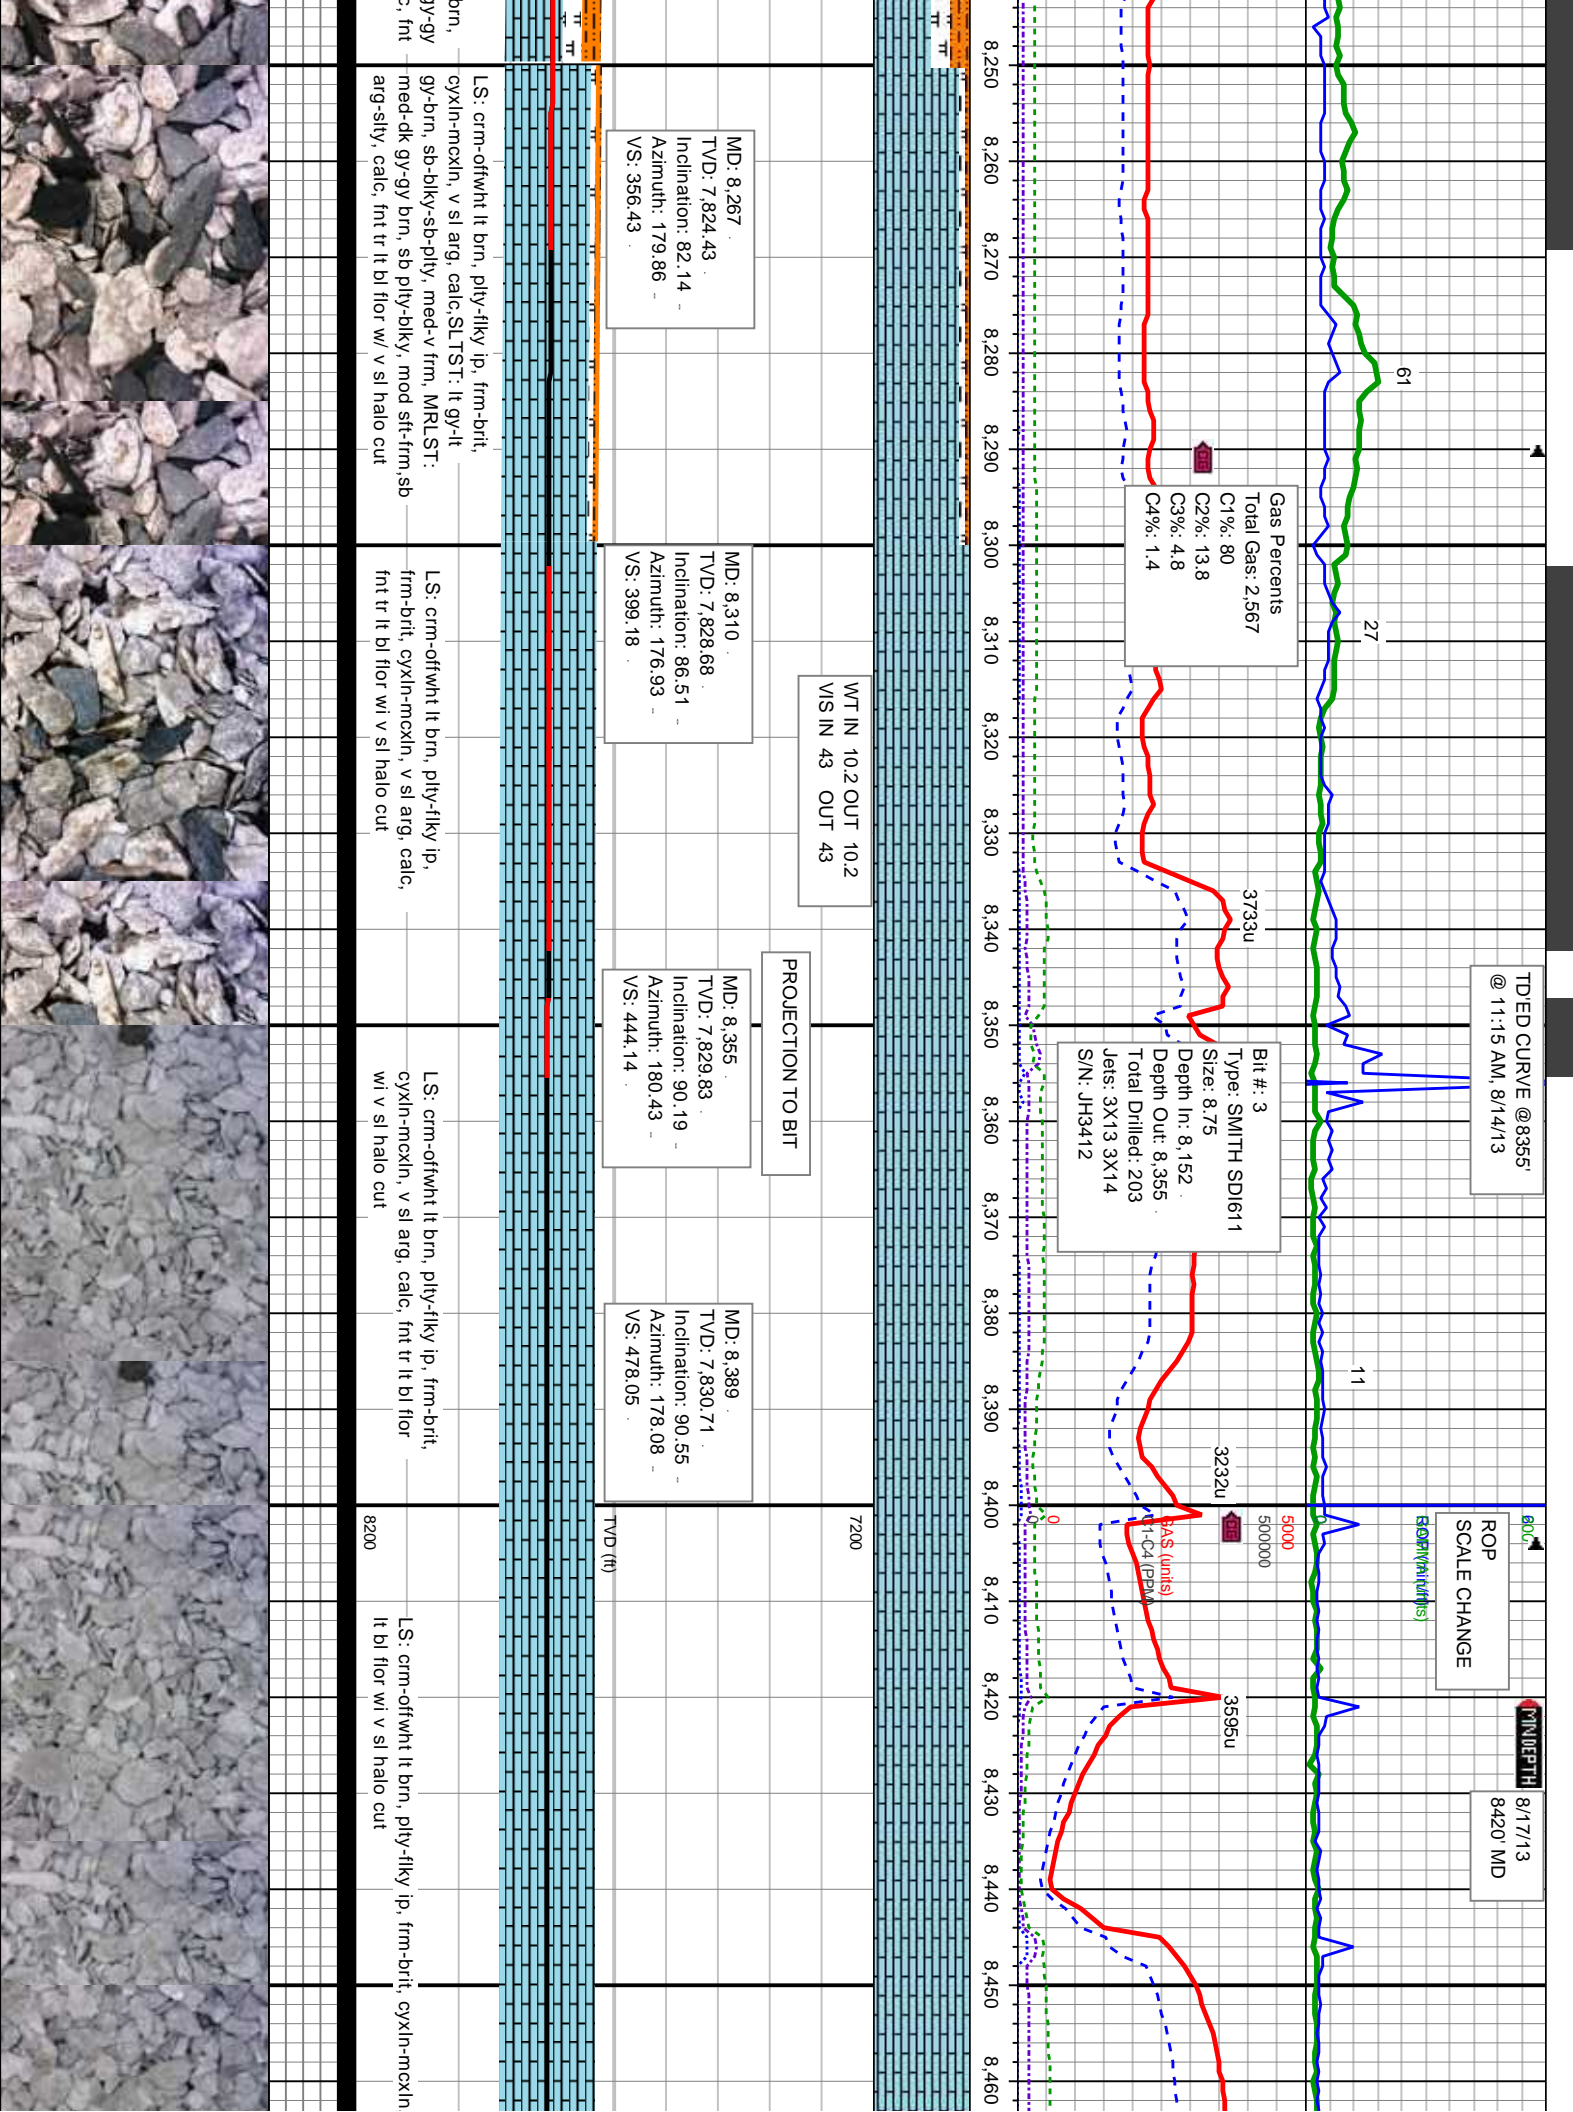 TD'ED CURVE @8355'
@ 11:15 AM, 8/14/13
ROP
SCALE CHANGE
MN DEPTH
8/17/13
8420' MD
600
0
61
27
11
Gas Percents
Total Gas: 2,567
C1%: 80
C2%: 13.8
C3%: 4.8
C4%: 1.4
3733u
Bit #: 3
Type: SMITH SDI611
Size: 8.75
Depth In: 8,152
Depth Out: 8,355
Total Drilled: 203
Jets: 3X13 3X14
S/N: JH3412
3232u
3595u
5000
500000
GAS (units)
C1-C4 (PPM)
0
0
8,250
8,260
8,270
8,280
8,290
8,300
8,310
8,320
8,330
8,340
8,350
8,360
8,370
8,380
8,390
8,400
8,410
8,420
8,430
8,440
8,450
8,460
WT IN 10.2 OUT 10.2
VIS IN 43 OUT 43
PROJECTION TO BIT
7200
TVD (ft)
8200
MD: 8,267
TVD: 7,824.43
Inclination: 82.14
Azimuth: 179.86
VS: 356.43
MD: 8,310
TVD: 7,828.68
Inclination: 86.51
Azimuth: 176.93
VS: 399.18
MD: 8,355
TVD: 7,829.83
Inclination: 90.19
Azimuth: 180.43
VS: 444.14
MD: 8,389
TVD: 7,830.71
Inclination: 90.55
Azimuth: 178.08
VS: 478.05
brn,
gy-gy
c, fnt
LS: crm-offwht lt brn, plty-flky ip, frm-brit,
cyxln-mcxln, v sl arg, calc,SLTST: lt gy-lt
gy-brn, sb-blky-sb-plty, med-v frm, MRLST:
med-dk gy-gy brn, sb plty-blky, mod sft-frm,sb
arg-slty, calc, fnt tr lt bl flor w/ v sl halo cut
LS: crm-offwht lt brn, plty-flky ip,
frm-brit, cyxln-mcxln, v sl arg, calc,
fnt tr lt bl flor wi v sl halo cut
LS: crm-offwht lt brn, plty-flky ip, frm-brit,
cyxln-mcxln, v sl arg, calc, fnt tr lt bl flor
wi v sl halo cut
LS: crm-offwht lt brn, plty-flky ip, frm-brit, cyxln-mcxln,
lt bl flor wi v sl halo cut